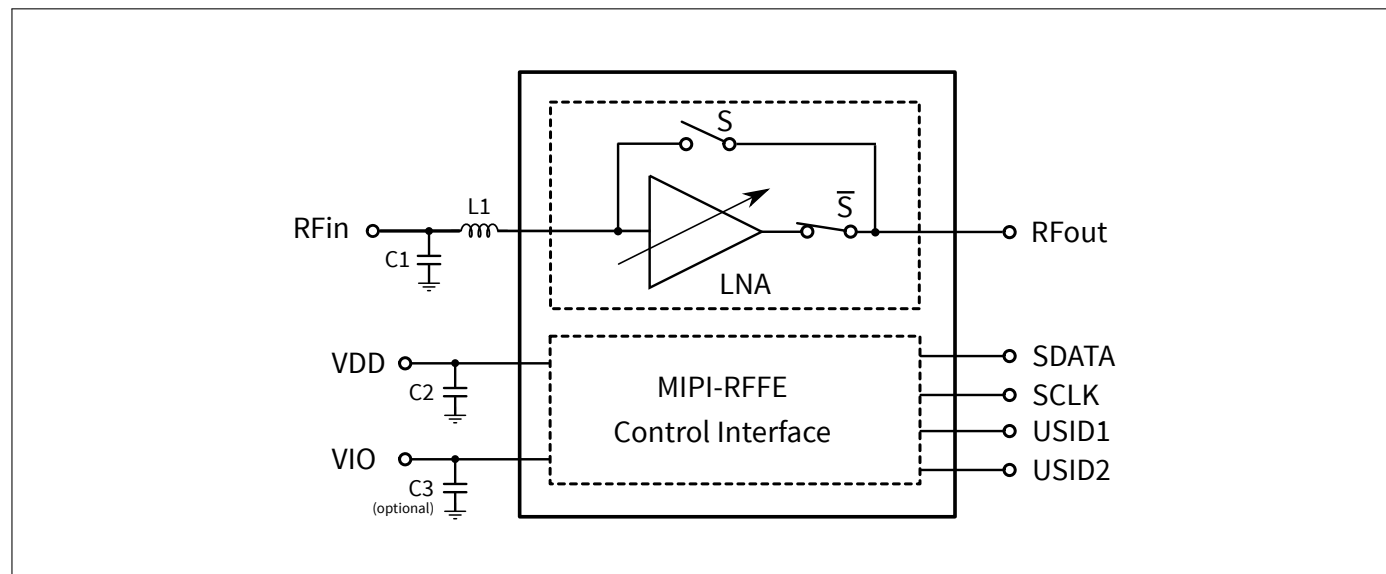 S
L1
S̅
RFin
RFout
C1
LNA
VDD
SDATA
MIPI-RFFE
C2
SCLK
Control Interface
USID1
VIO
USID2
C3
(optional)